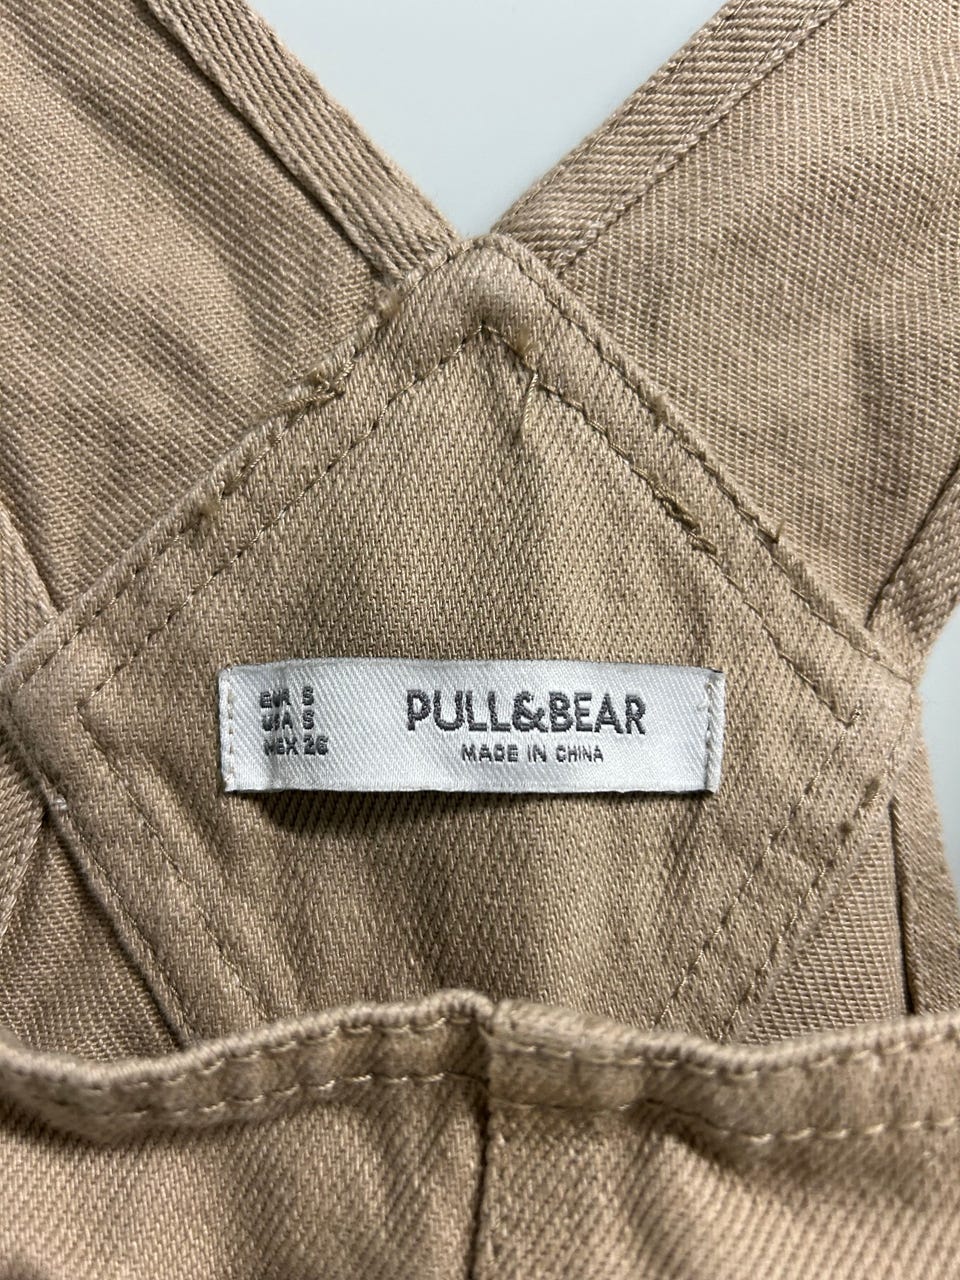 EUR S
USA S
MEX 26
PULL&BEAR
MADE IN CHINA